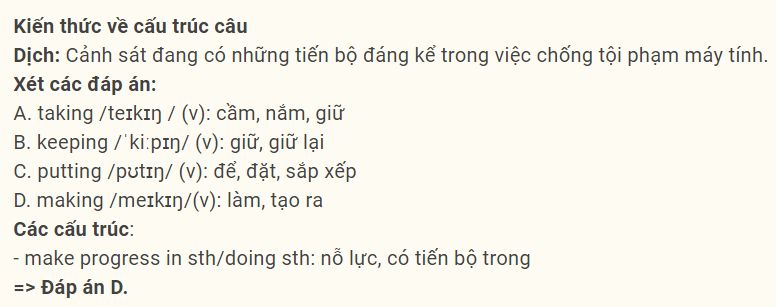 Kiến thức về cấu trúc câu
Dịch: Cảnh sát đang có những tiến bộ đáng kể trong việc chống tội phạm máy tính.
Xét các đáp án:
A. taking /teɪkɪŋ / (v): cầm, nắm, giữ
B. keeping /ˈkiːpɪŋ/ (v): giữ, giữ lại
C. putting /pʊtɪŋ/ (v): để, đặt, sắp xếp
D. making /meɪkɪŋ/(v): làm, tạo ra
Các cấu trúc:
- make progress in sth/doing sth: nỗ lực, có tiến bộ trong
=> Đáp án D.